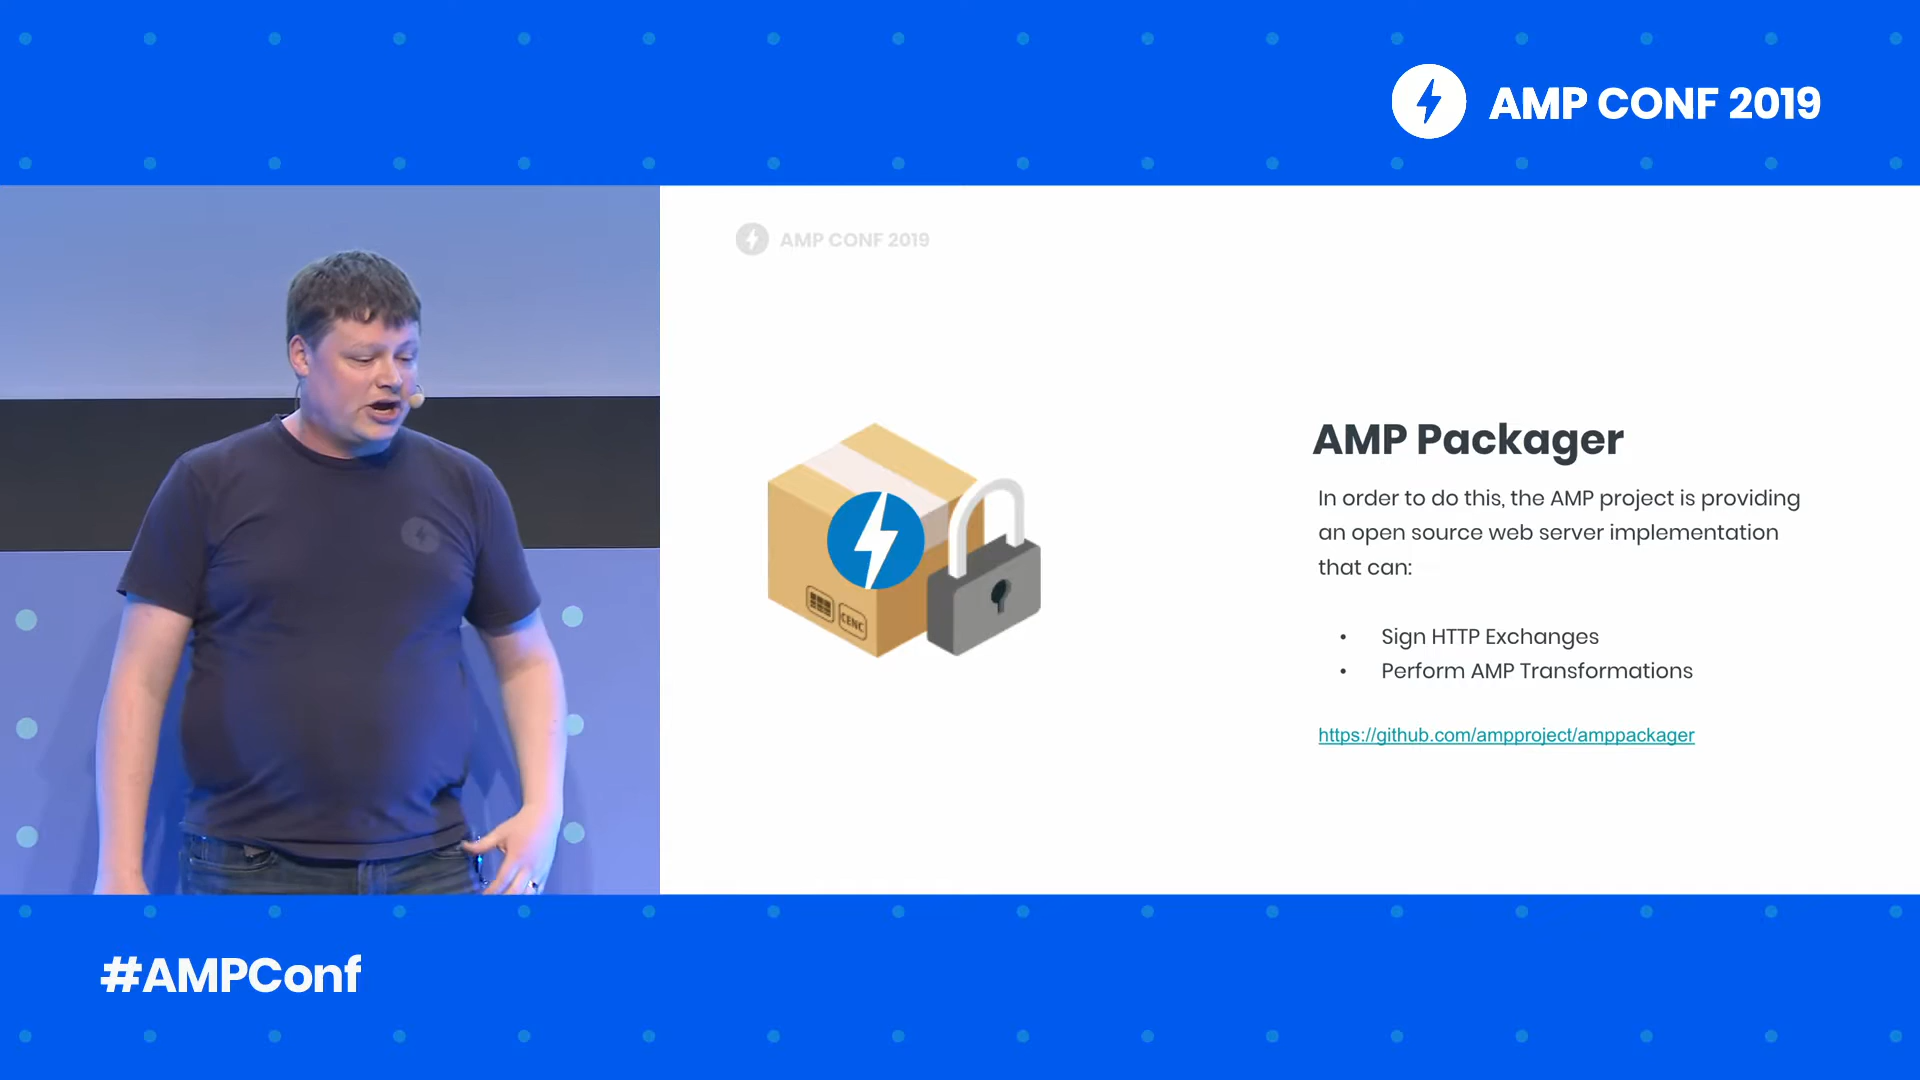 AMP CONF 2019
AMP CONF 2019
AMP Packager
In order to do this, the AMP project is providing
an open source web server implementation
that can:
• Sign HTTP Exchanges
• Perform AMP Transformations
https://github.com/ampproject/amppackager
CENC
#AMPConf